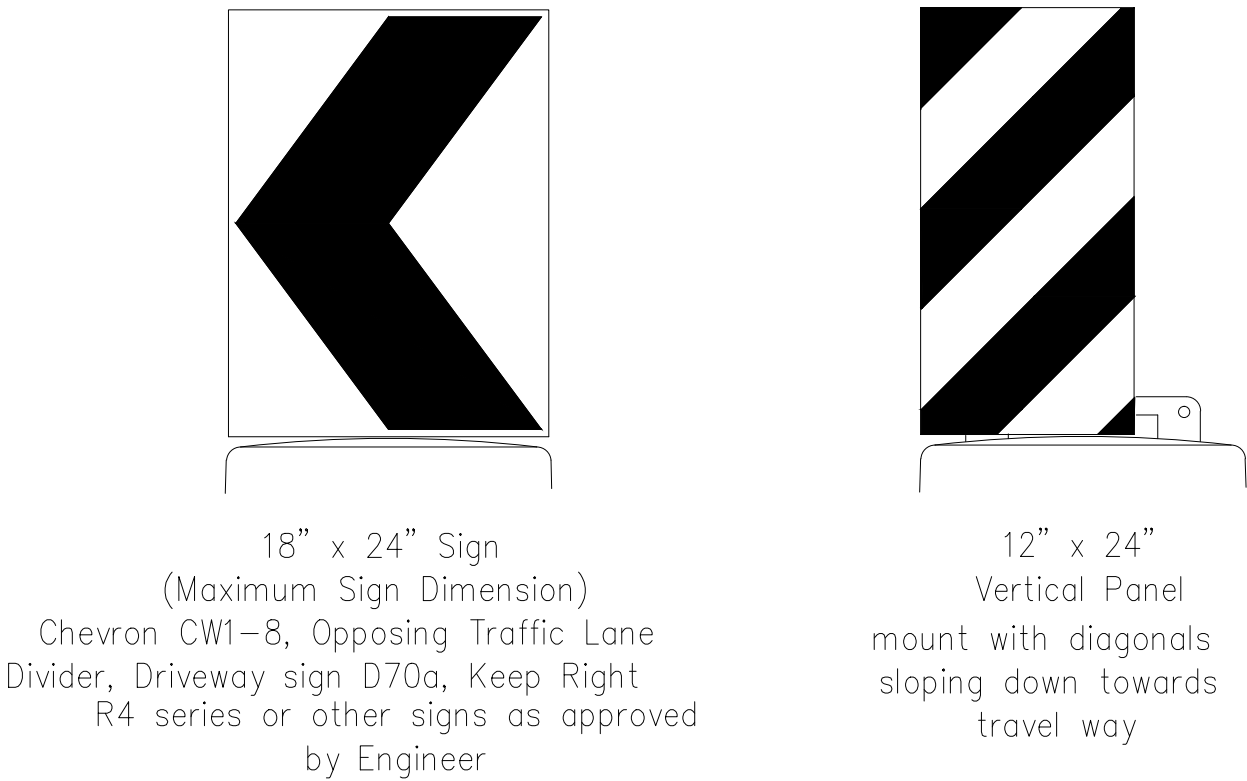 18” x 24” Sign
(Maximum Sign Dimension)
Chevron CW1-8, Opposing Traffic Lane
Divider, Driveway sign D70a, Keep Right
R4 series or other signs as approved
by Engineer
12” x 24”
Vertical Panel
mount with diagonals
sloping down towards
travel way